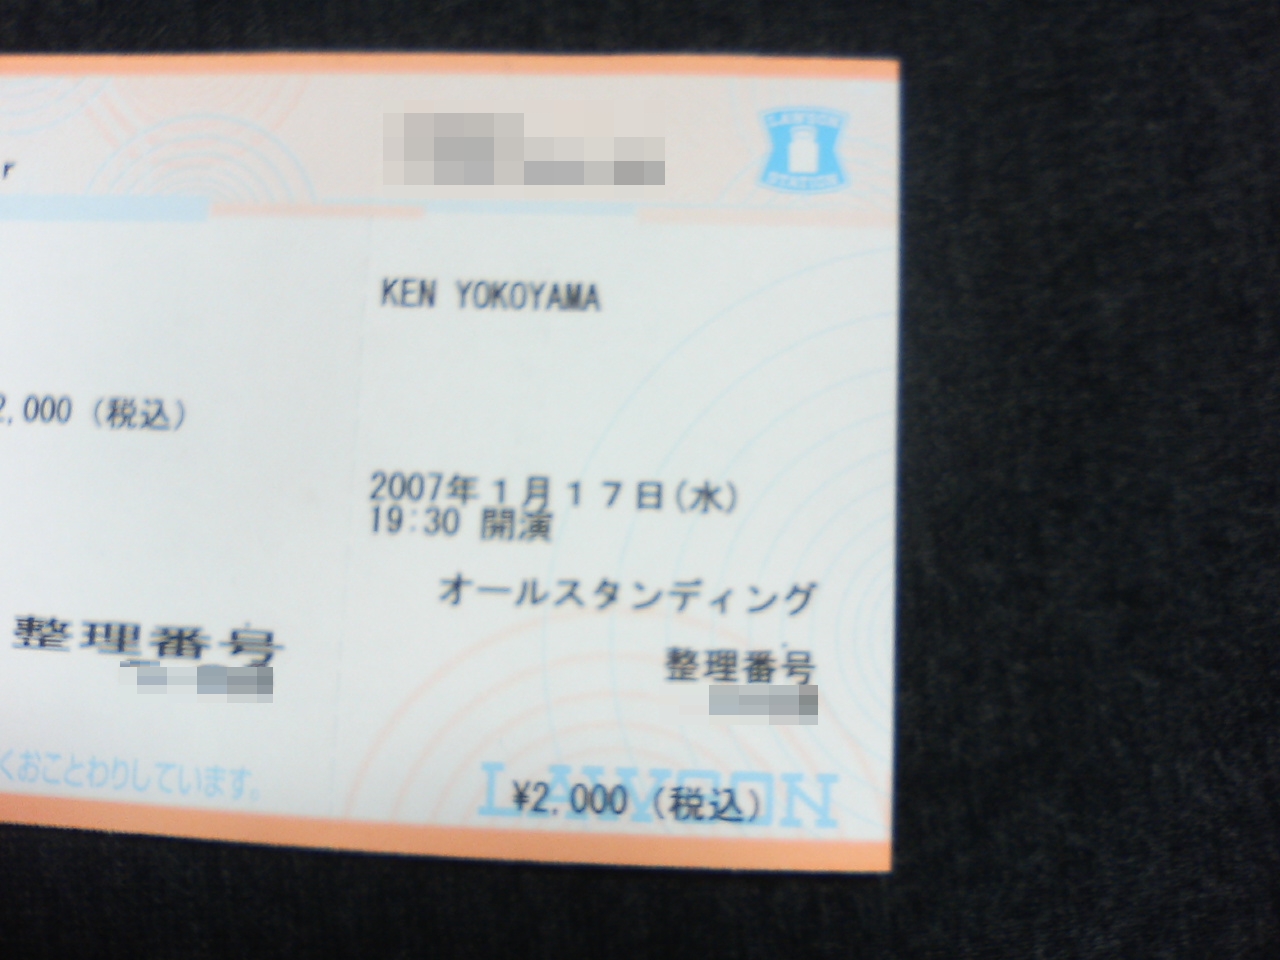 r
LAWSON
STATION
KEN YOKOYAMA
2,000 (税込)
2007年１月１７日(水)
19:30 開演
オールスタンディング
整理番号
整理番号
くおことわりしています。
LAWSON
¥2,000 (税込)